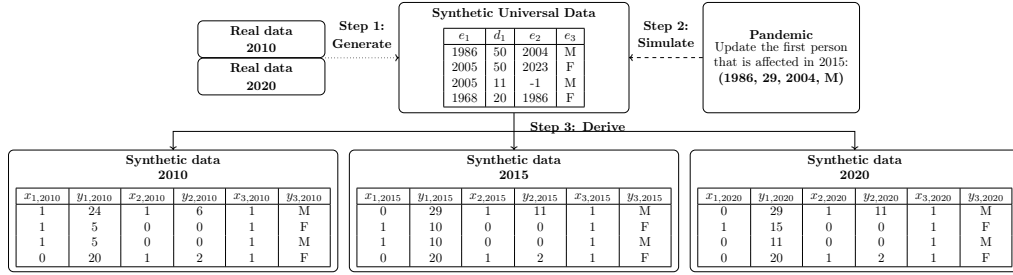 Real data
2010
Real data
2020
Step 1:
Generate
Synthetic Universal Data
e1 d1 e2 e3
1986 50 2004 M
2005 50 2023 F
2005 11 -1 M
1968 20 1986 F
Step 2:
Simulate
Pandemic
Update the first person
that is affected in 2015:
(1986, 29, 2004, M)
Step 3: Derive
Synthetic data
2010
x1,2010 y1,2010 x2,2010 y2,2010 x3,2010 y3,2010
1 24 1 6 1 M
1 5 0 0 1 F
1 5 0 0 1 M
0 20 1 2 1 F
Synthetic data
2015
x1,2015 y1,2015 x2,2015 y2,2015 x3,2015 y3,2015
0 29 1 11 1 M
1 10 0 0 1 F
1 10 0 0 1 M
0 20 1 2 1 F
Synthetic data
2020
x1,2020 y1,2020 x2,2020 y2,2020 x3,2020 y3,2020
0 29 1 11 1 M
1 15 0 0 1 F
0 11 0 0 1 M
0 20 1 2 1 F